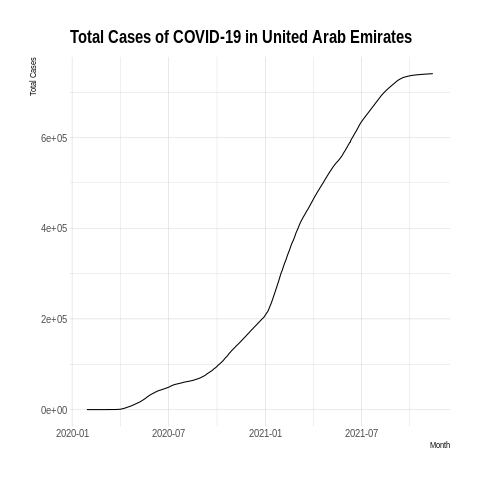 Total Cases of COVID-19 in United Arab Emirates
Total Cases
6e+05
4e+05
2e+05
0e+00
2020-01 2020-07 2021-01 2021-07
Month